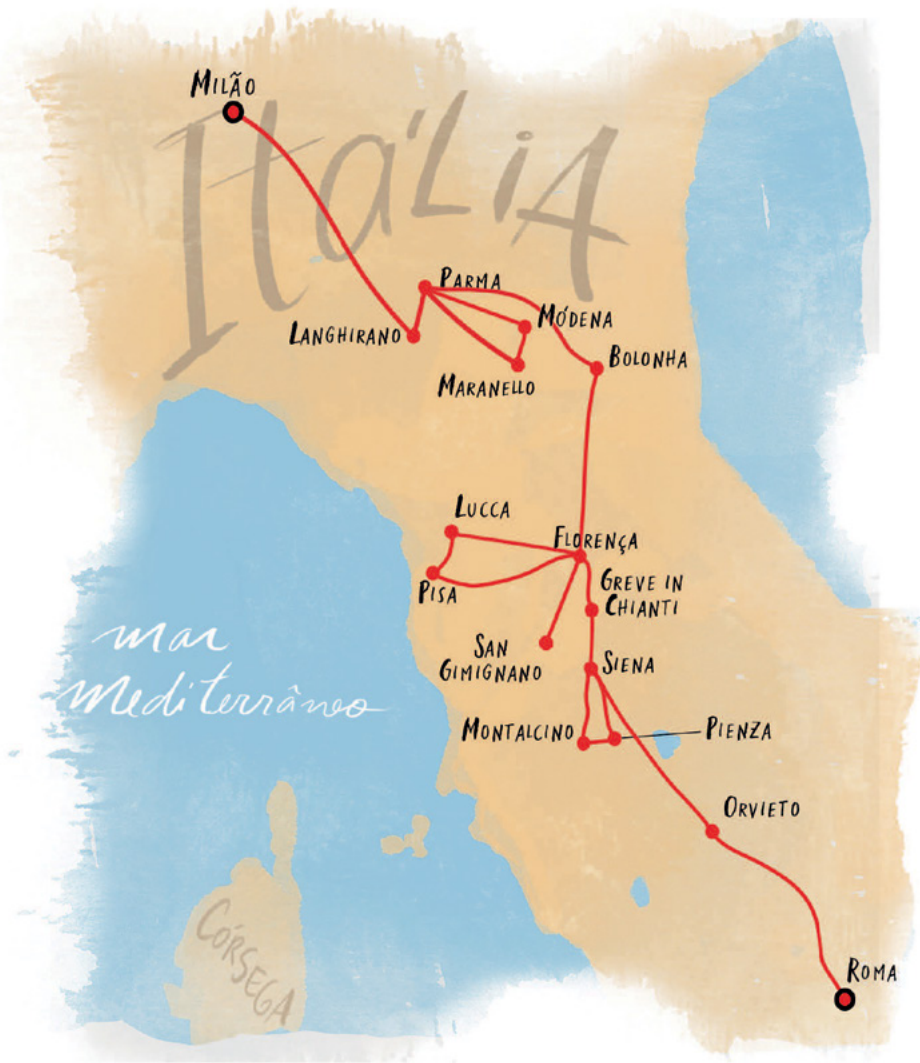 Milão
Itália
Parma
Módena
Langhirano
Bolonha
Maranello
Lucca
Florença
Pisa
Greve in
Chianti
San
Gimignano
Siena
mar
Mediterrâneo
Montalcino
Pienza
Orvieto
Córsega
Roma